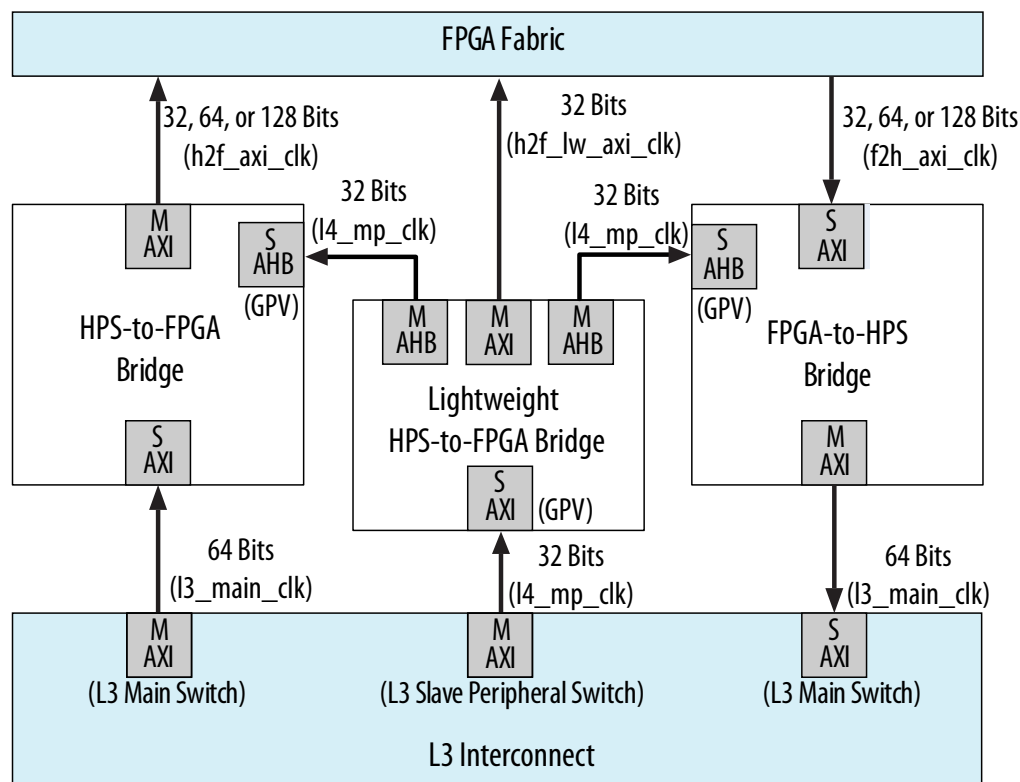 FPGA Fabric
32, 64, or 128 Bits
(h2f_axi_clk)
32 Bits
(h2f_lw_axi_clk)
32, 64, or 128 Bits
(f2h_axi_clk)
32 Bits
(l4_mp_clk)
32 Bits
(l4_mp_clk)
M
AXI
S
AHB
(GPV)
HPS-to-FPGA
Bridge
S
AXI
M
AHB
M
AXI
M
AHB
Lightweight
HPS-to-FPGA Bridge
S
AXI
(GPV)
S
AHB
(GPV)
S
AXI
FPGA-to-HPS
Bridge
M
AXI
64 Bits
(l3_main_clk)
32 Bits
(l4_mp_clk)
64 Bits
(l3_main_clk)
M
AXI
(L3 Main Switch)
M
AXI
(L3 Slave Peripheral Switch)
S
AXI
(L3 Main Switch)
L3 Interconnect